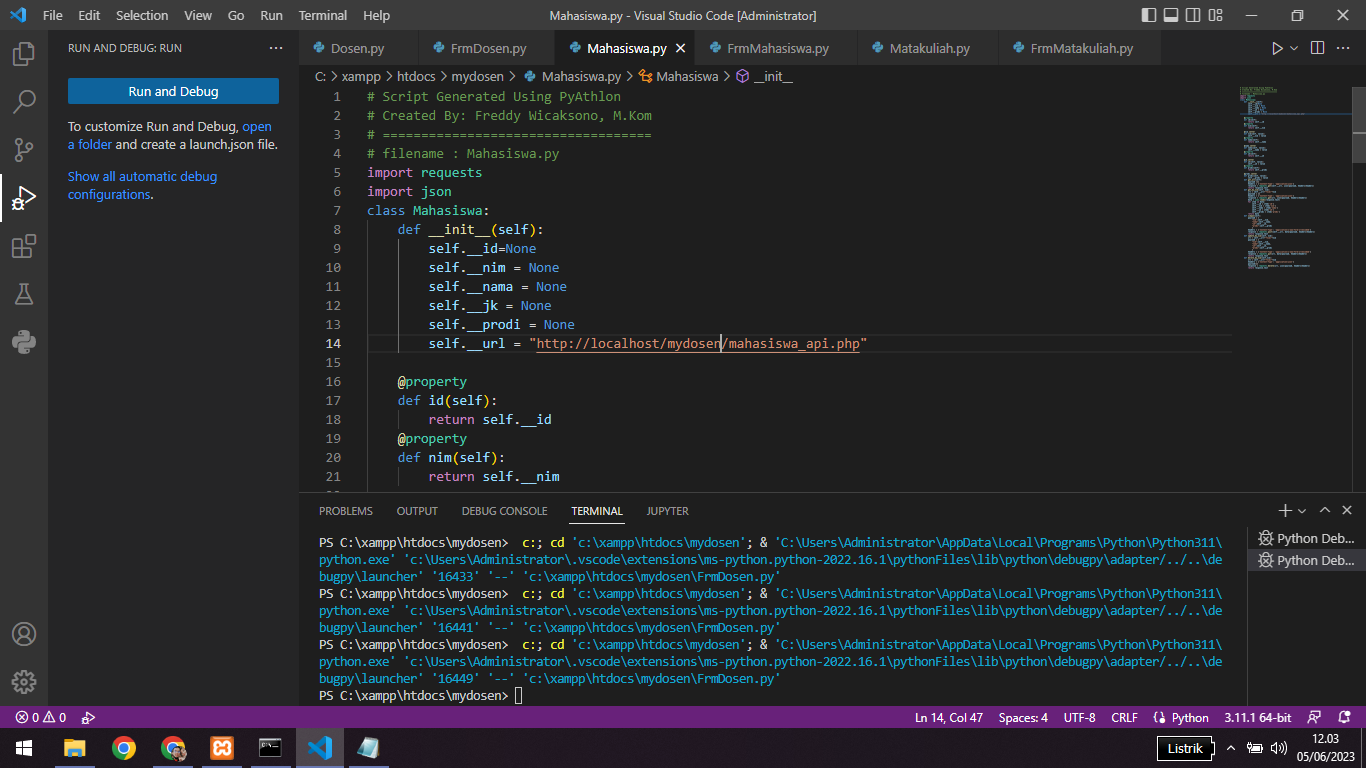 File Edit Selection View Go Run Terminal Help Mahasiswa.py - Visual Studio Code [Administrator]
RUN AND DEBUG: RUN ...
Run and Debug
To customize Run and Debug, open
a folder and create a launch.json file.
Show all automatic debug
configurations.
Dosen.py FrmDosen.py Mahasiswa.py FrmMahasiswa.py Matakuliah.py FrmMatakuliah.py
C: > xampp > htdocs > mydosen > Mahasiswa.py > Mahasiswa > __init__
1 # Script Generated Using PyAthlon
2 # Created By: Freddy Wicaksono, M.Kom
3 # ===================================
4 # filename : Mahasiswa.py
5 import requests
6 import json
7 class Mahasiswa:
8 def __init__(self):
9 self.__id=None
10 self.__nim = None
11 self.__nama = None
12 self.__jk = None
13 self.__prodi = None
14 self.__url = "http://localhost/mydosen/mahasiswa_api.php"
15
16 @property
17 def id(self):
18 return self.__id
19 @property
20 def nim(self):
21 return self.__nim
PROBLEMS OUTPUT DEBUG CONSOLE TERMINAL JUPYTER
PS C:\xampp\htdocs\mydosen>  c:; cd 'c:\xampp\htdocs\mydosen'; & 'C:\Users\Administrator\AppData\Local\Programs\Python\Python311\
python.exe' 'c:\Users\Administrator\.vscode\extensions\ms-python.python-2022.16.1\pythonFiles\lib\python\debugpy\adapter/../..\de
bugpy\launcher' '16433' '--' 'c:\xampp\htdocs\mydosen\FrmDosen.py'
PS C:\xampp\htdocs\mydosen>  c:; cd 'c:\xampp\htdocs\mydosen'; & 'C:\Users\Administrator\AppData\Local\Programs\Python\Python311\
python.exe' 'c:\Users\Administrator\.vscode\extensions\ms-python.python-2022.16.1\pythonFiles\lib\python\debugpy\adapter/../..\de
bugpy\launcher' '16441' '--' 'c:\xampp\htdocs\mydosen\FrmDosen.py'
PS C:\xampp\htdocs\mydosen>  c:; cd 'c:\xampp\htdocs\mydosen'; & 'C:\Users\Administrator\AppData\Local\Programs\Python\Python311\
python.exe' 'c:\Users\Administrator\.vscode\extensions\ms-python.python-2022.16.1\pythonFiles\lib\python\debugpy\adapter/../..\de
bugpy\launcher' '16449' '--' 'c:\xampp\htdocs\mydosen\FrmDosen.py'
PS C:\xampp\htdocs\mydosen>
Python Deb...
Python Deb...
0 0 Ln 14, Col 47 Spaces: 4 UTF-8 CRLF Python 3.11.1 64-bit
Listrik
12.03
05/06/2023